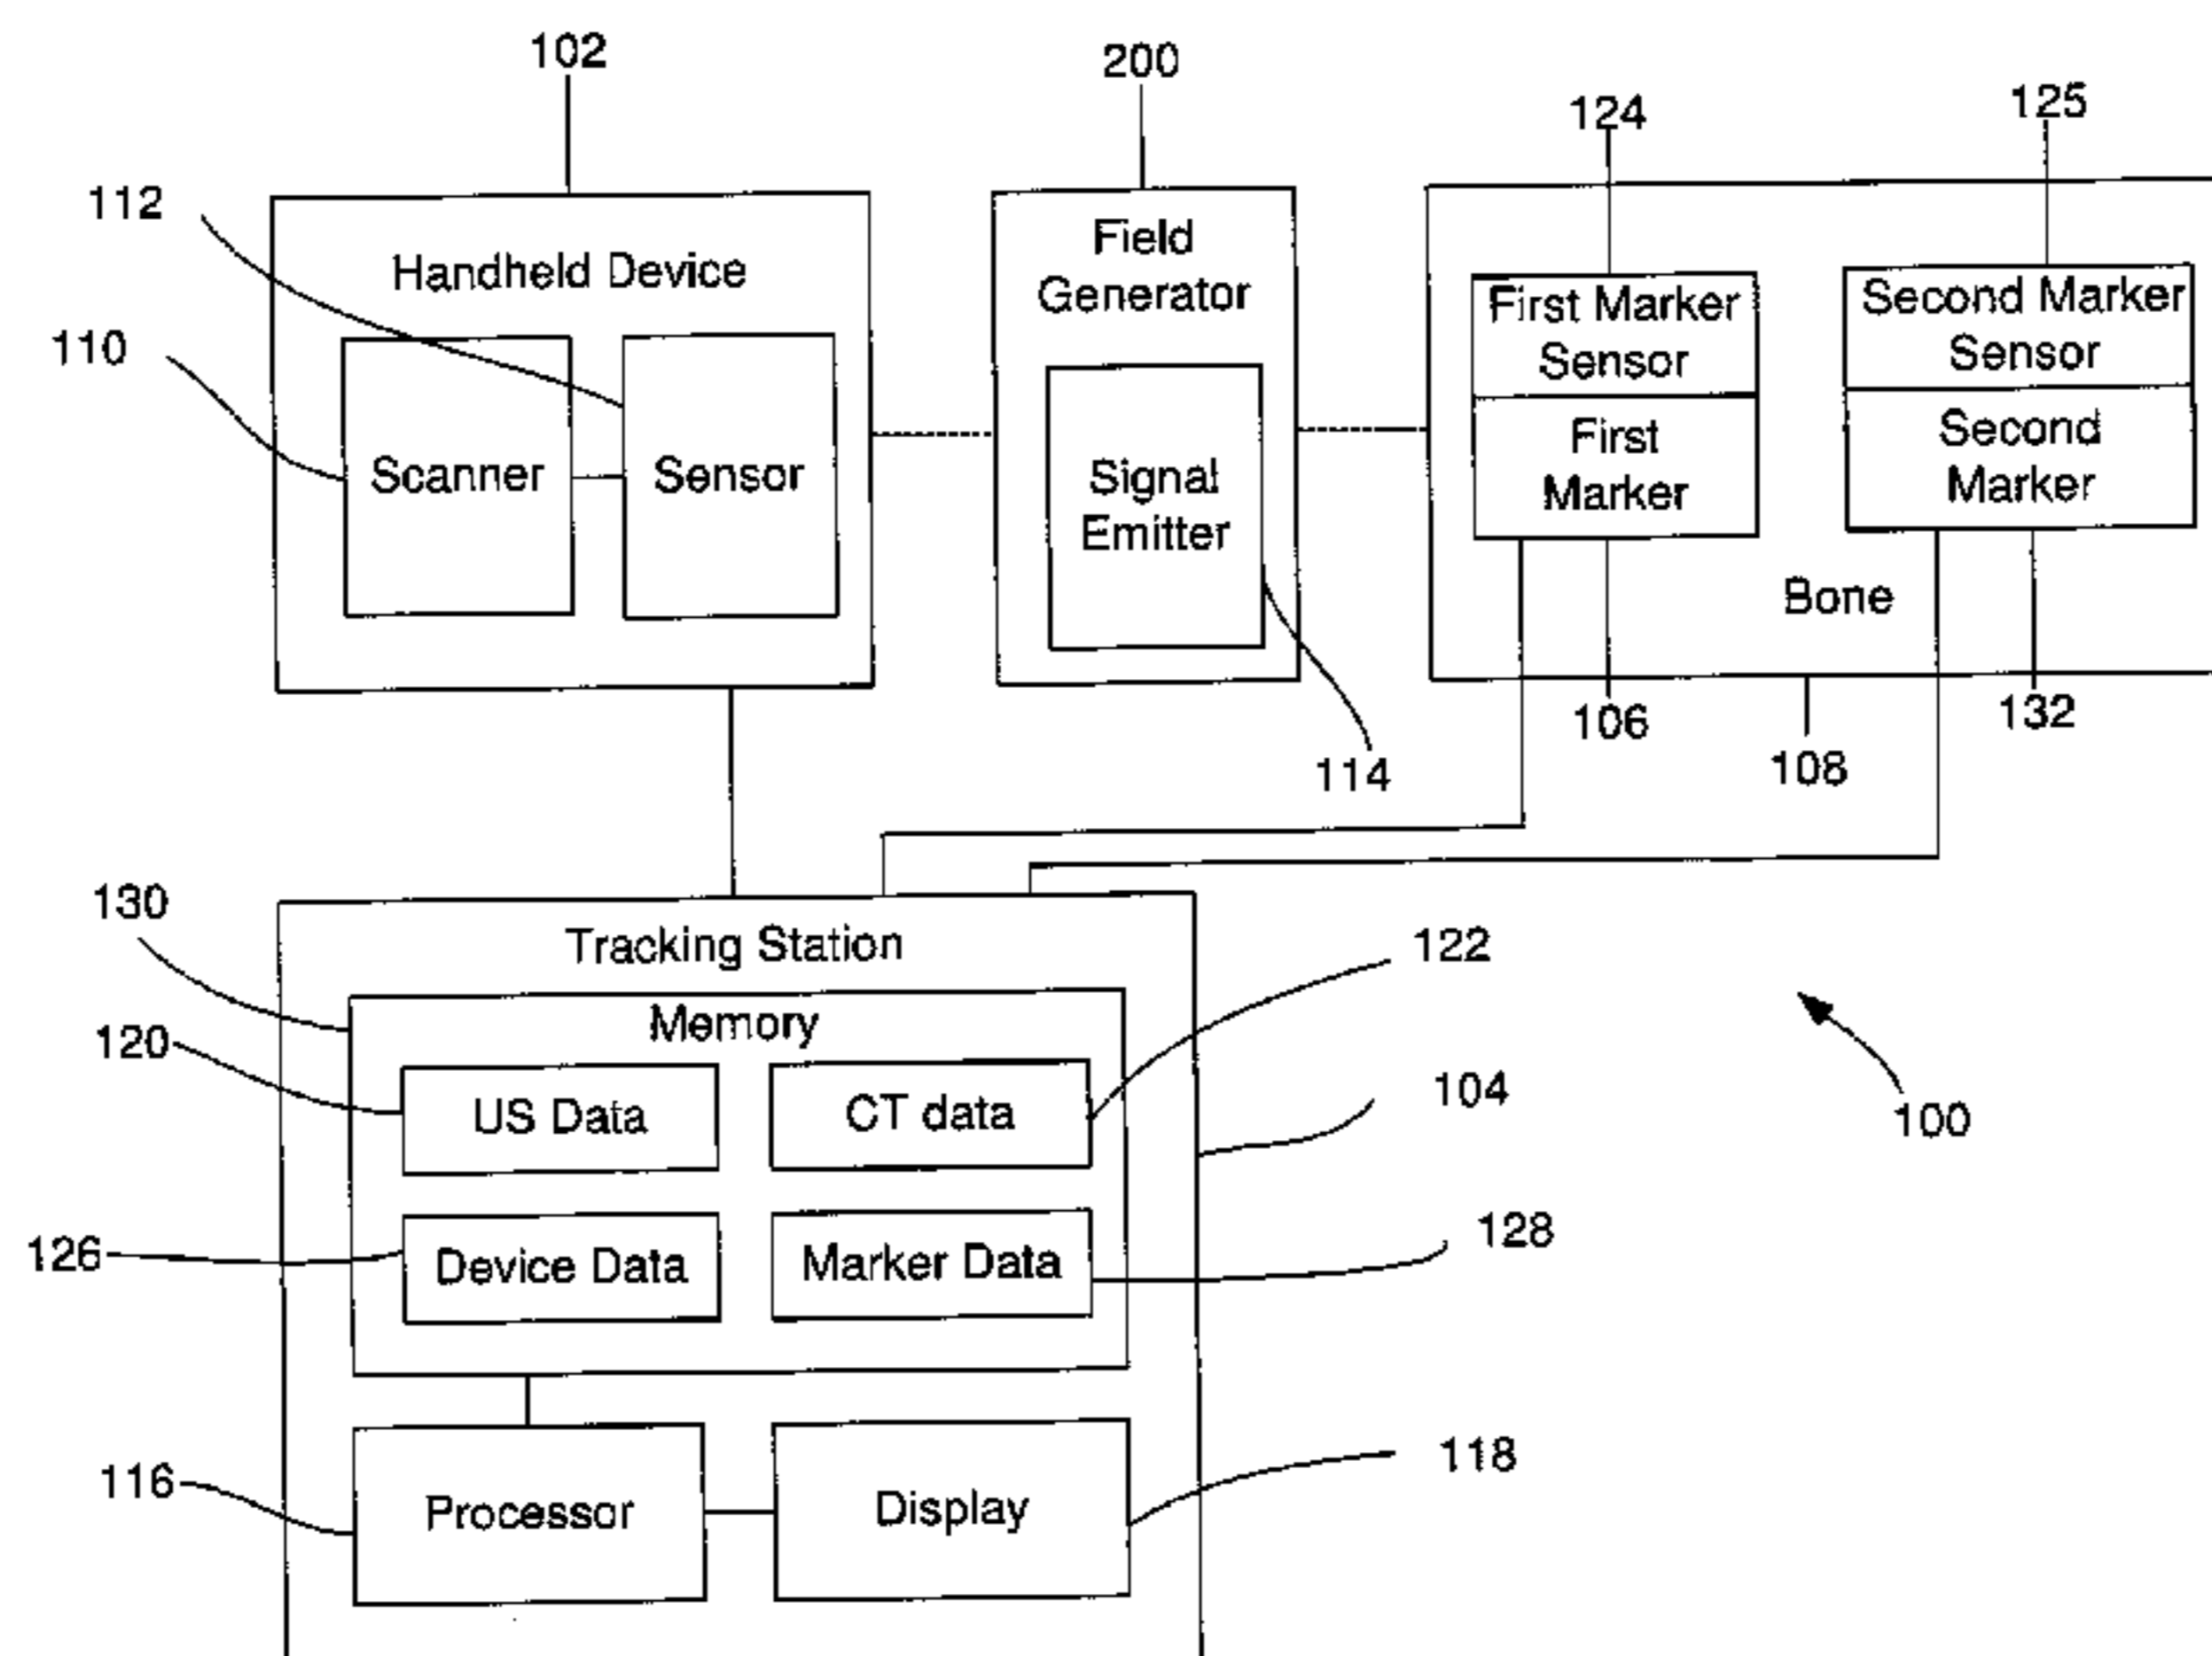 102
200
124
125
112
Handheld Device
Field
Generator
First Marker
Sensor
Second Marker
Sensor
110
Scanner
Sensor
Signal
Emitter
First
Marker
Second
Marker
Bone
106
132
114
108
130
Tracking Station
122
Memory
120
US Data
CT data
104
100
126
Device Data
Marker Data
128
116
Processor
Display
118